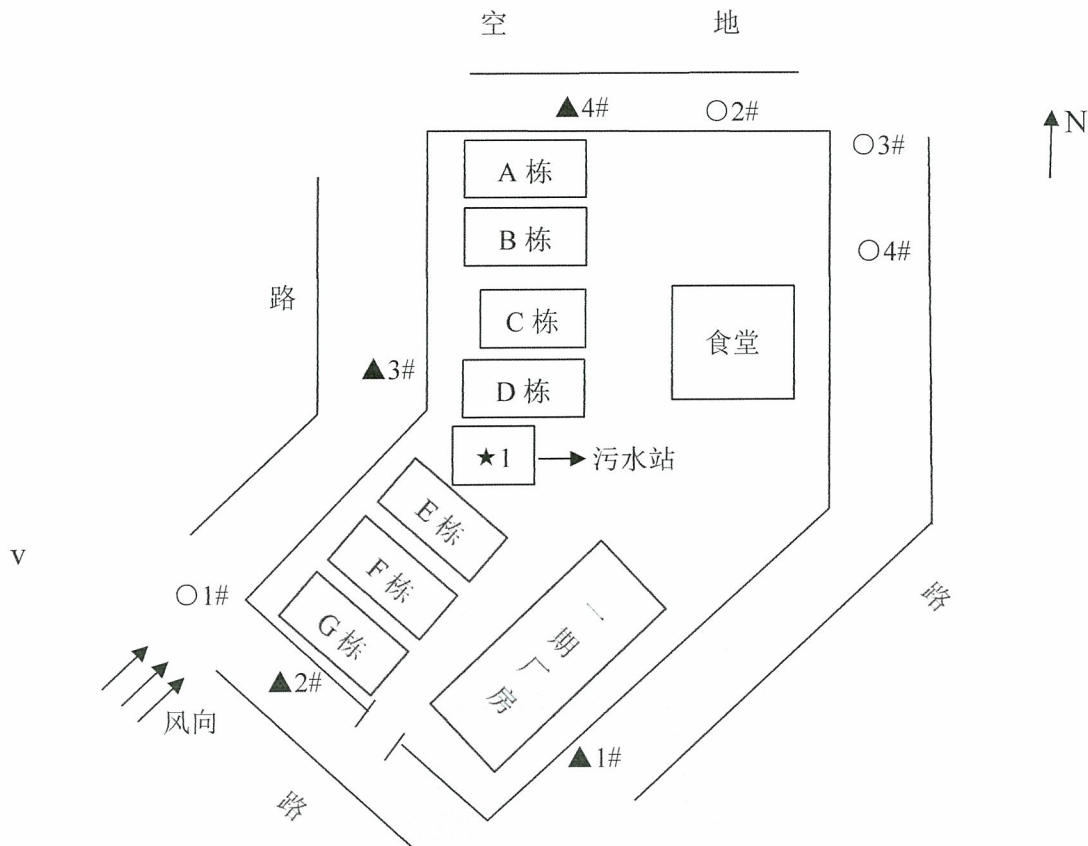 空 地
▲4#
○2#
N
○3#
A 栋
B 栋
○4#
路
C 栋
食堂
▲3#
D 栋
★1
污水站
E 栋
v
F 栋
○1#
G 栋
一期厂房
路
▲2#
风向
▲1#
路